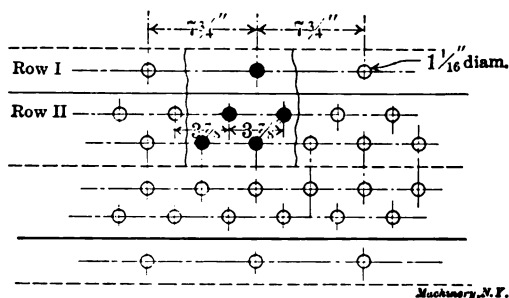 7 3/4" 7 3/4"
Row I
1 1/16" diam.
Row II
3 7/8 3 7/8"
Machinery, N.Y.